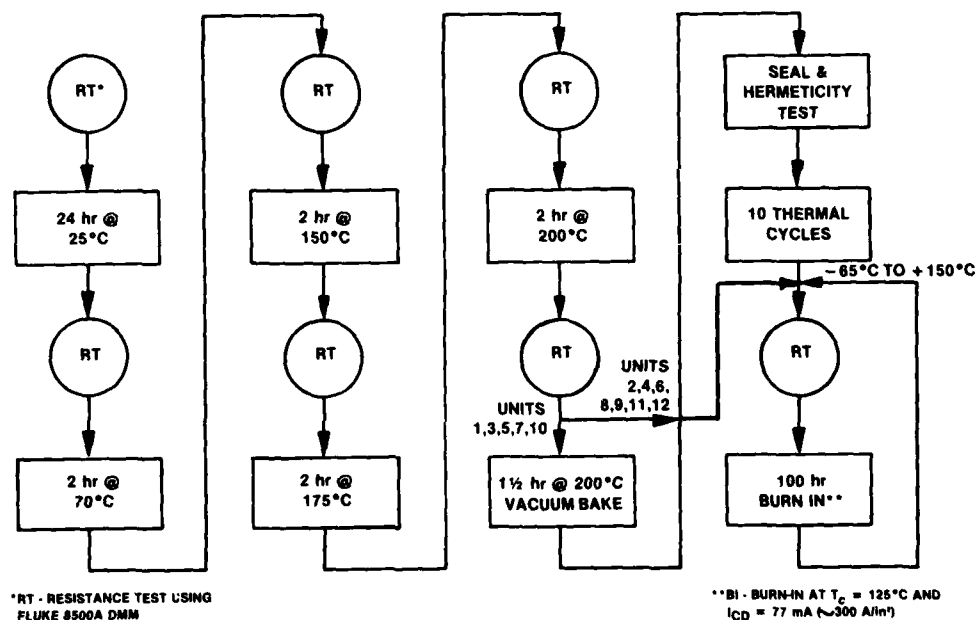 RT*
24 hr @
25°C
RT
2 hr @
70°C
RT
2 hr @
150°C
RT
2 hr @
175°C
RT
2 hr @
200°C
RT
UNITS
1,3,5,7,10
UNITS
2,4,6,
8,9,11,12
1½ hr @ 200°C
VACUUM BAKE
SEAL &
HERMETICITY
TEST
10 THERMAL
CYCLES
–65°C TO +150°C
RT
100 hr
BURN IN**
*RT - RESISTANCE TEST USING
FLUKE 8500A DMM
**BI - BURN-IN AT TC = 125°C AND
ICD = 77 mA (~300 A/in²)